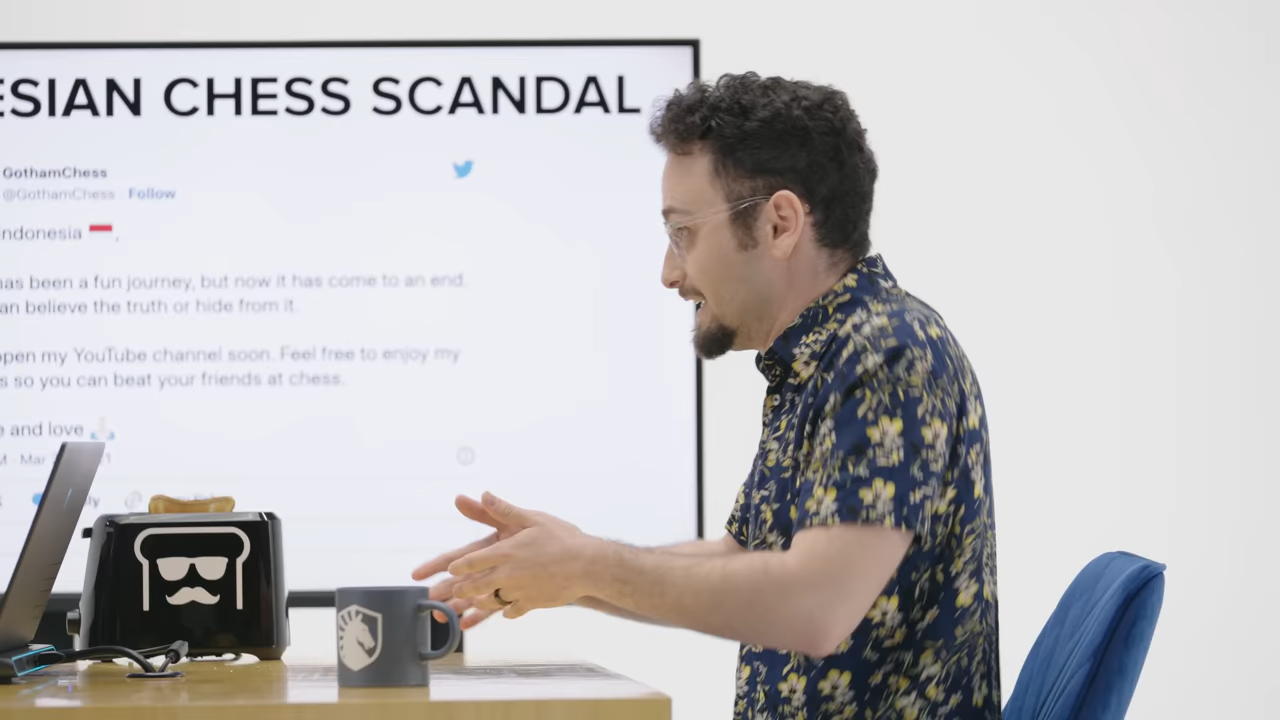 ESIAN CHESS SCANDAL
GothamChess
@GothamChess · Follow
ndonesia
has been a fun journey, but now it has come to an end.
an believe the truth or hide from it.
open my YouTube channel soon. Feel free to enjoy my
s so you can beat your friends at chess.
e and love
M · Mar